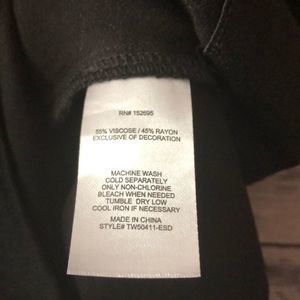 RN# 152695
55% VISCOSE / 45% RAYON
EXCLUSIVE OF DECORATION
MACHINE WASH
COLD SEPARATELY
ONLY NON-CHLORINE
BLEACH WHEN NEEDED
TUMBLE DRY LOW
COOL IRON IF NECESSARY
MADE IN CHINA
STYLE# TW50411-ESD